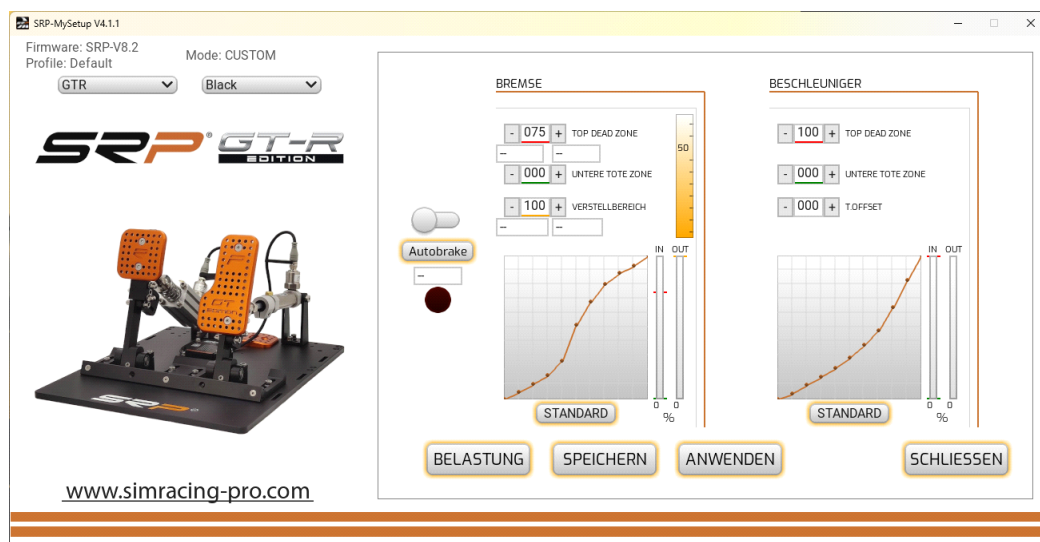 SRP-MySetup V4.1.1
Firmware: SRP-V8.2
Profile: Default
Mode: CUSTOM
GTR
Black
SRP® GT-R
EDITION
www.simracing-pro.com
Autobrake
--
BREMSE
- 075 + TOP DEAD ZONE
-- --
- 000 + UNTERE TOTE ZONE
- 100 + VERSTELLBEREICH
-- --
50
IN OUT
0 0
%
STANDARD
BESCHLEUNIGER
- 100 + TOP DEAD ZONE
- 000 + UNTERE TOTE ZONE
- 000 + T.OFFSET
IN OUT
0 0
%
STANDARD
BELASTUNG
SPEICHERN
ANWENDEN
SCHLIESSEN